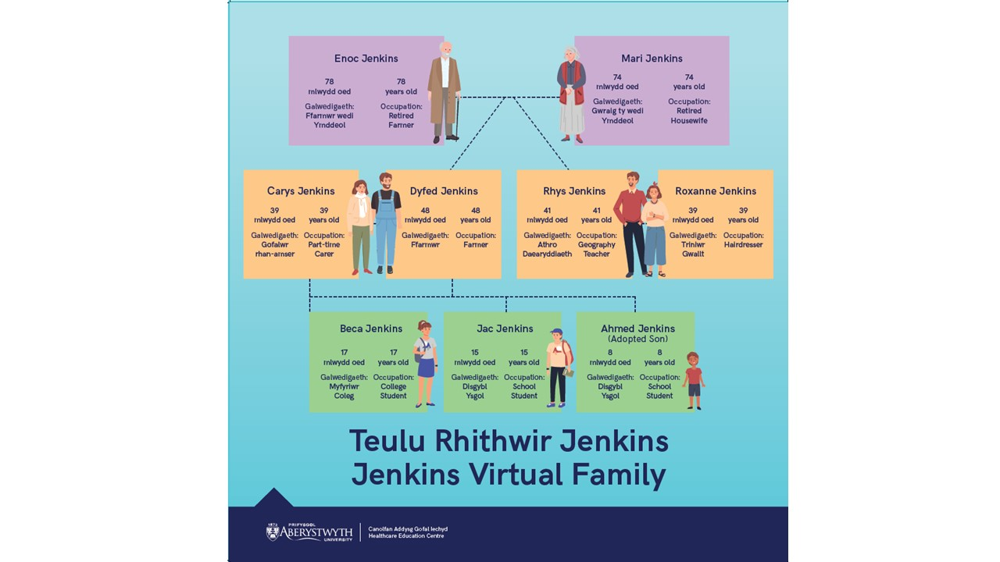 Enoc Jenkins
78
mlwydd oed
Galwedigaeth:
Ffarmwr wedi
Ymddeol
78
years old
Occupation:
Retired
Farmer
Mari Jenkins
74
mlwydd oed
Galwedigaeth:
Gwraig ty wedi
Ymddeol
74
years old
Occupation:
Retired
Housewife
Carys Jenkins
39
mlwydd oed
Galwedigaeth:
Gofalwr
rhan-amser
39
years old
Occupation:
Part-time
Carer
Dyfed Jenkins
48
mlwydd oed
Galwedigaeth:
Ffarmwr
48
years old
Occupation:
Farmer
Rhys Jenkins
41
mlwydd oed
Galwedigaeth:
Athro
Daearyddiaeth
41
years old
Occupation:
Geography
Teacher
Roxanne Jenkins
39
mlwydd oed
Galwedigaeth:
Triniwr
Gwallt
39
years old
Occupation:
Hairdresser
Beca Jenkins
17
mlwydd oed
Galwedigaeth:
Myfyriwr
Coleg
17
years old
Occupation:
College
Student
Jac Jenkins
15
mlwydd oed
Galwedigaeth:
Disgybl
Ysgol
15
years old
Occupation:
School
Student
Ahmed Jenkins
(Adopted Son)
8
mlwydd oed
Galwedigaeth:
Disgybl
Ysgol
8
years old
Occupation:
School
Student
Teulu Rhithwir Jenkins
Jenkins Virtual Family
1872
PRIFYSGOL
ABERYSTWYTH
UNIVERSITY
Canolfan Addysg Gofal Iechyd
Healthcare Education Centre